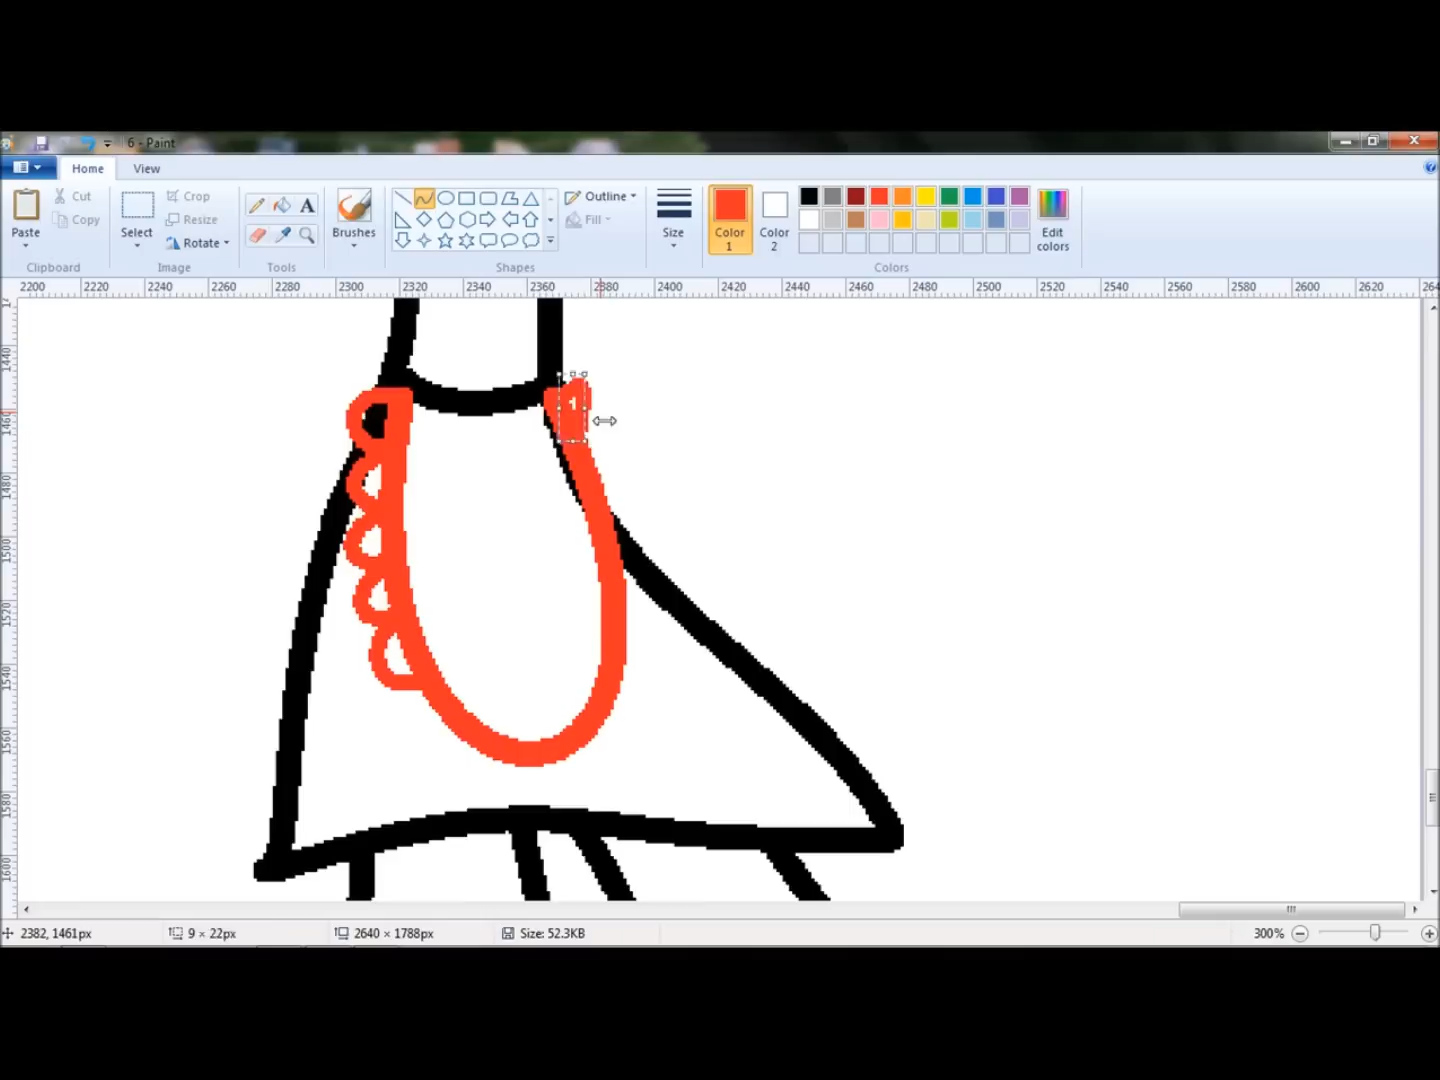 6 - Paint
Home View
Paste
Cut
Copy
Select
Crop
Resize
Rotate
A
Brushes
Outline
Fill
Size
Color 1
Color 2
Edit colors
Clipboard Image Tools Shapes Colors
2200 2220 2240 2260 2280 2300 2320 2340 2360 2380 2400 2420 2440 2460 2480 2500 2520 2540 2560 2580 2600 2620
1440
1460
1480
1500
1520
1540
1560
1580
1600
2382, 1461px 9 × 22px 2640 × 1788px Size: 52.3KB 300%